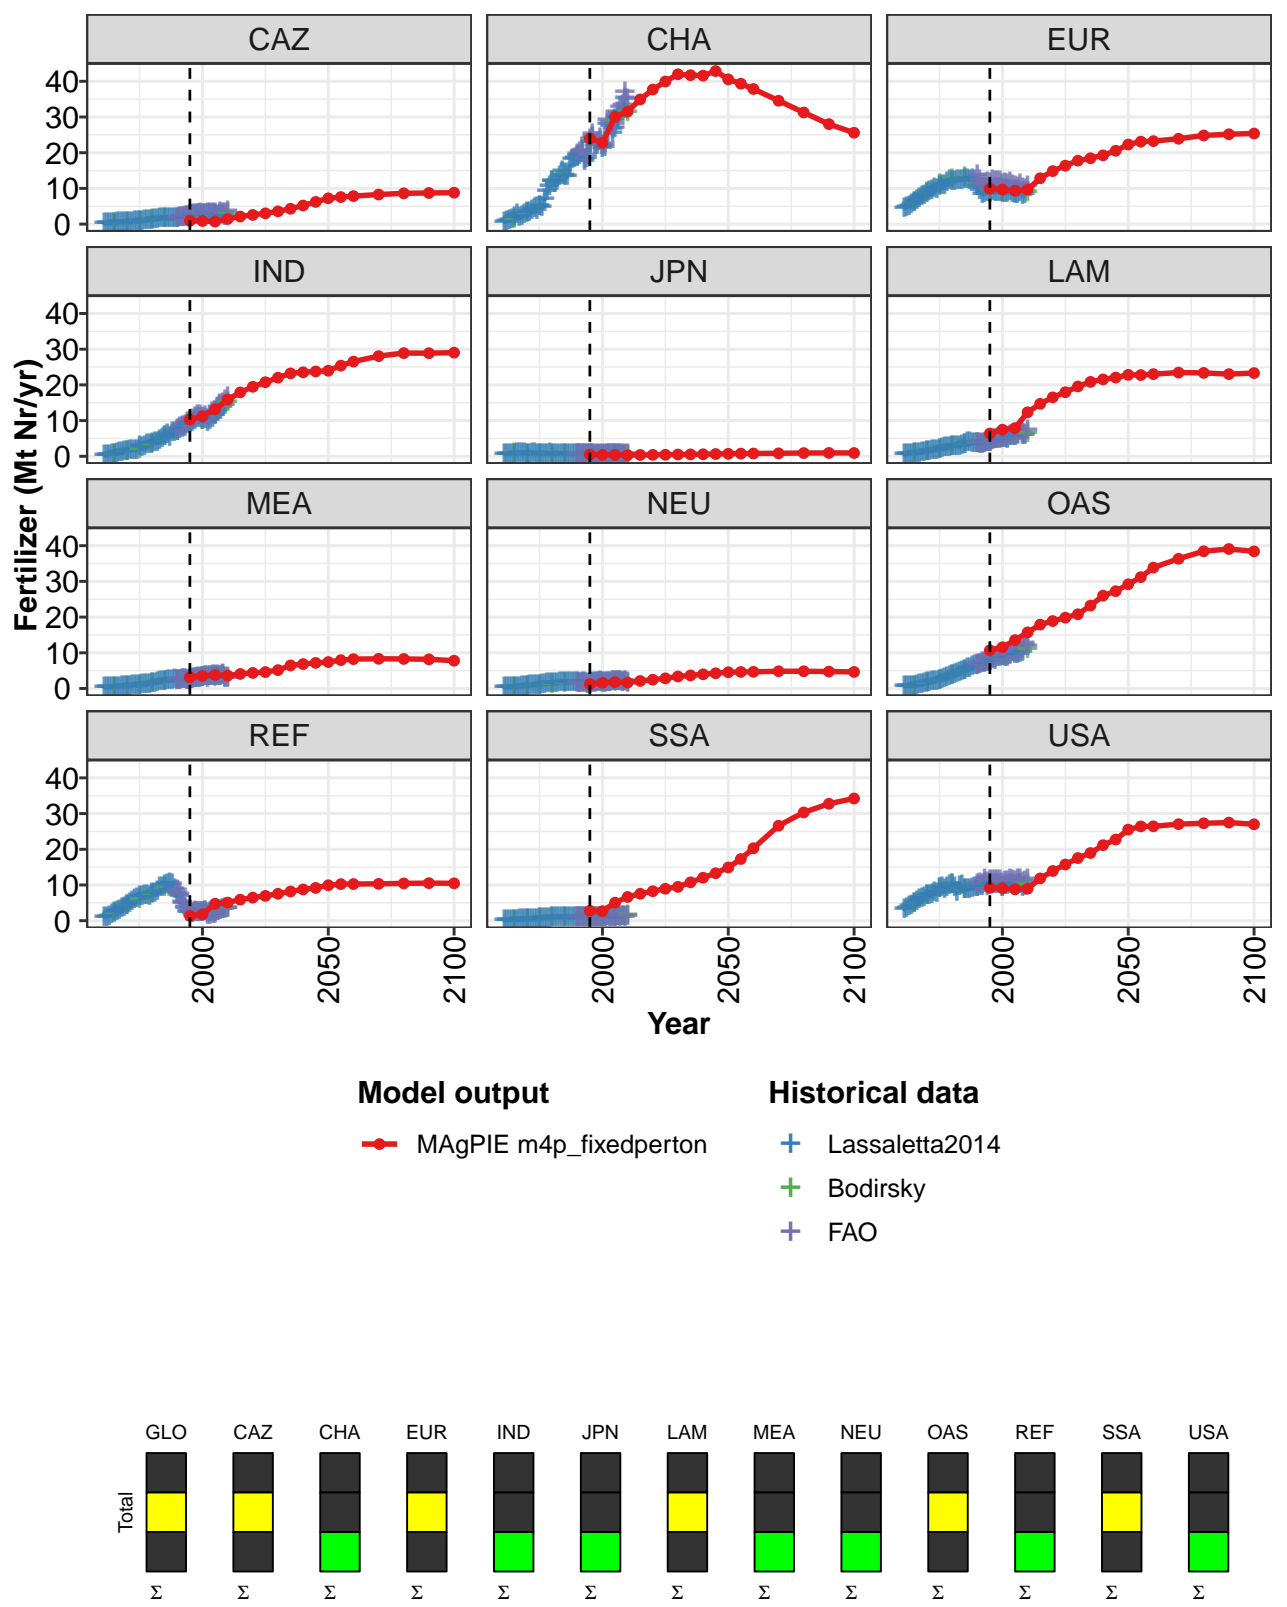 CAZ CHA EUR
40
30
20
10
0
IND JPN LAM
40
30
20
10
0
MEA NEU OAS
40
30
20
10
0
REF SSA USA
40
30
20
10
0
Fertilizer (Mt Nr/yr)
2000 2050 2100 2000 2050 2100 2000 2050 2100
Year
Model output
MAgPIE m4p_fixedperton
Historical data
Lassaletta2014
Bodirsky
FAO
GLO CAZ CHA EUR IND JPN LAM MEA NEU OAS REF SSA USA
Total
Σ Σ Σ Σ Σ Σ Σ Σ Σ Σ Σ Σ Σ